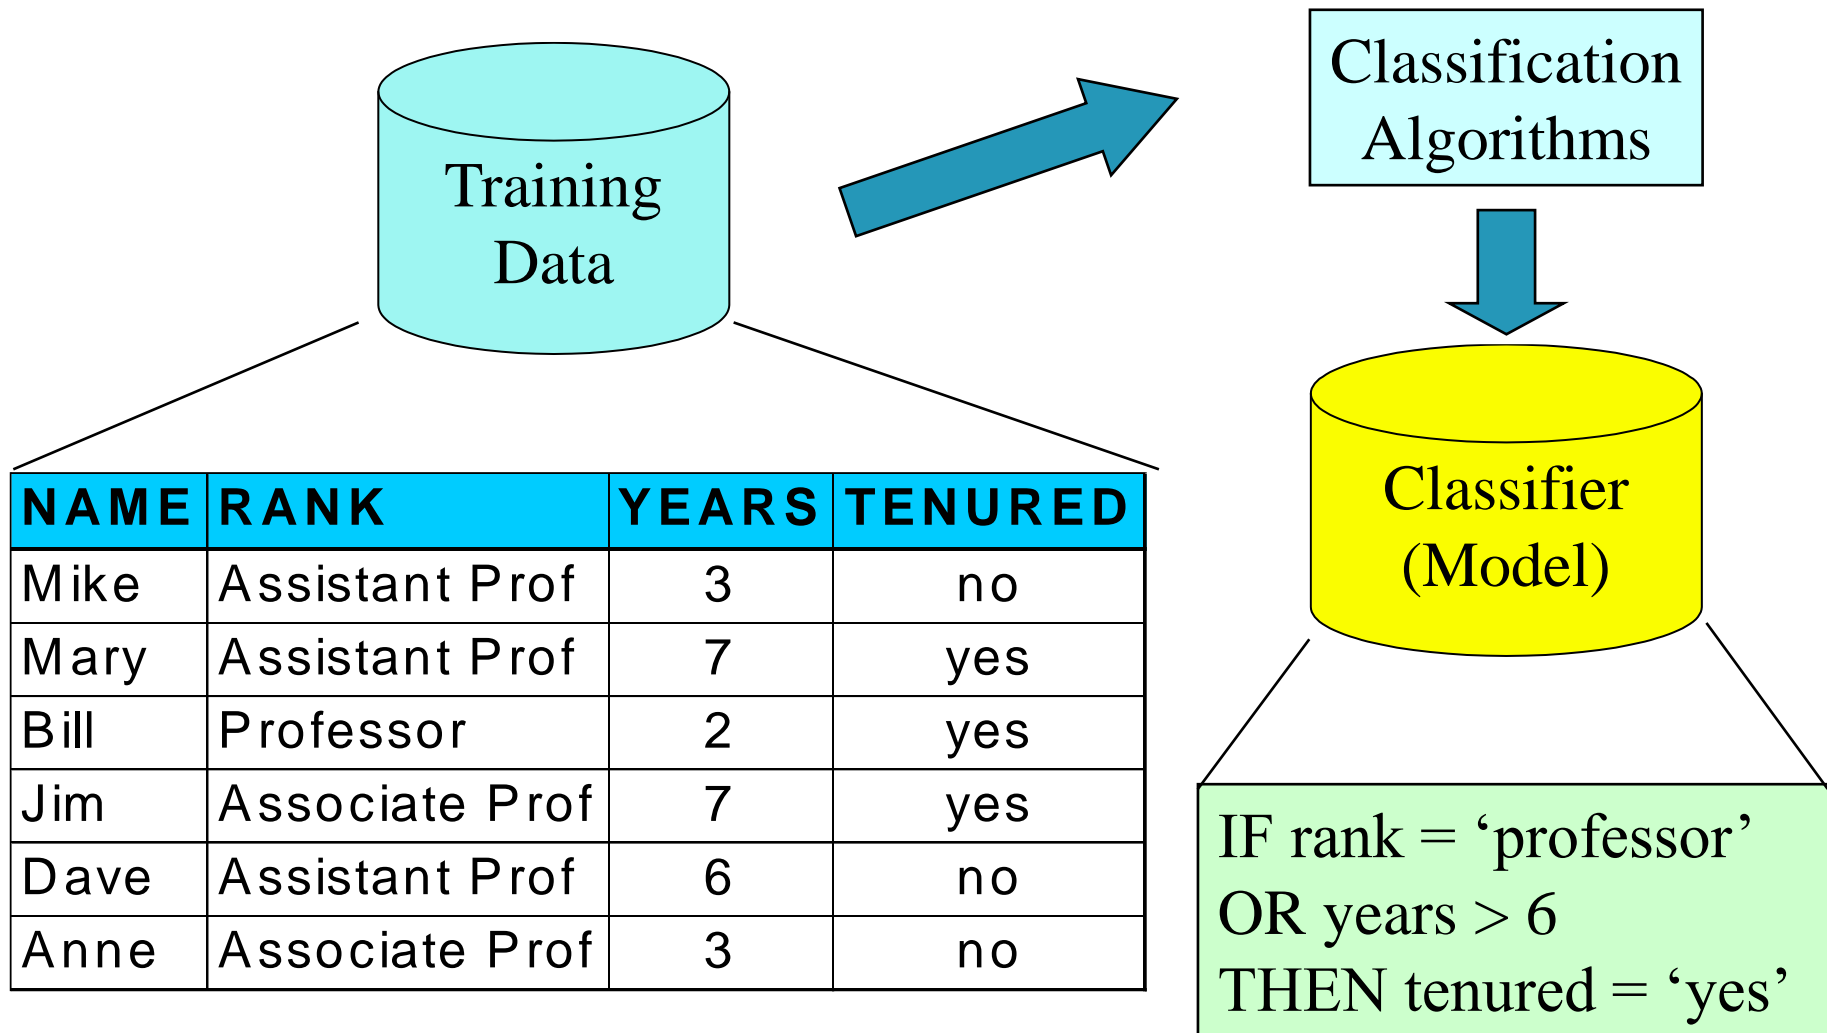 Training
Data
Classification
Algorithms
NAME RANK YEARS TENURED
Mike Assistant Prof 3 no
Mary Assistant Prof 7 yes
Bill Professor 2 yes
Jim Associate Prof 7 yes
Dave Assistant Prof 6 no
Anne Associate Prof 3 no
Classifier
(Model)
IF rank = ‘professor’
OR years > 6
THEN tenured = ‘yes’